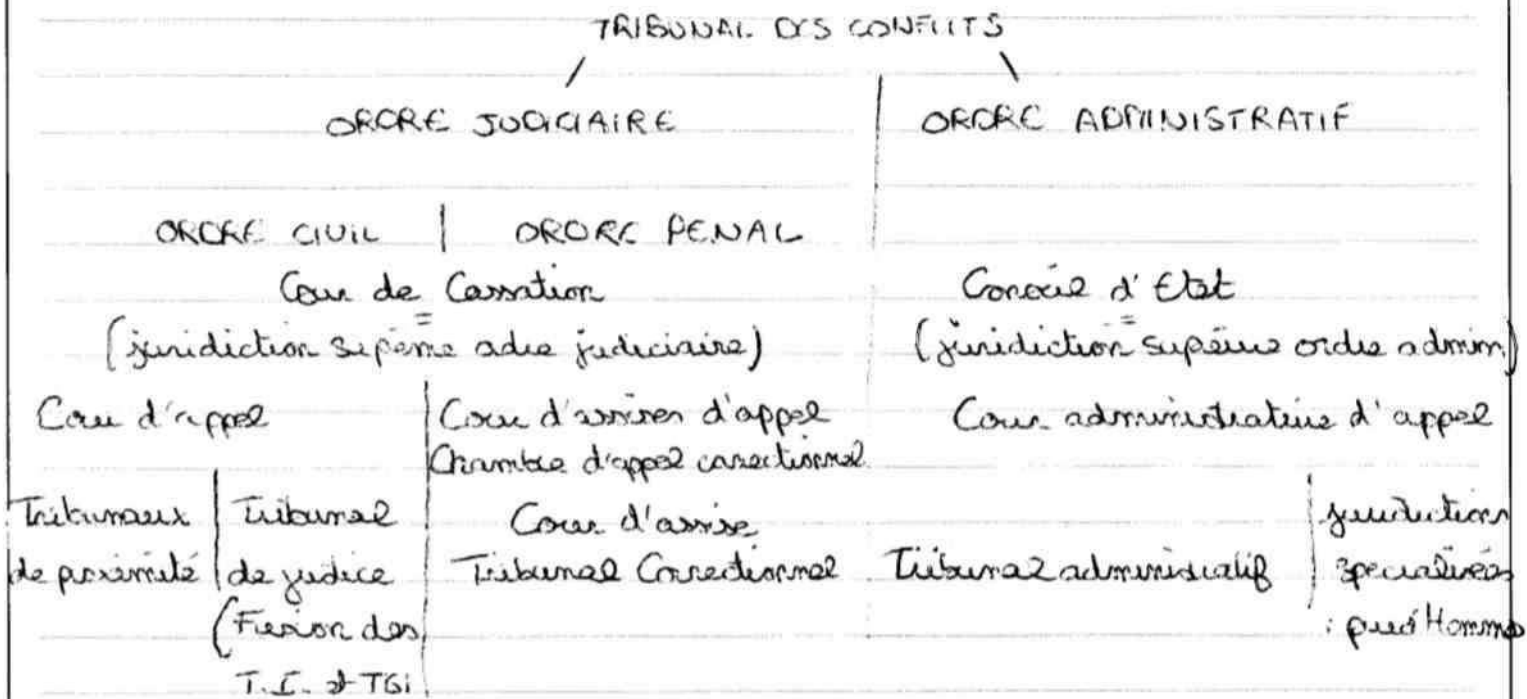 TRIBUNAL DES CONFLITS
ORDRE JUDICIAIRE
ORDRE ADMINISTRATIF
ORDRE CIVIL
ORDRE PENAL
Cour de Cassation
Conseil d'Etat
=
=
(juridiction supême ordre judiciaire)
(juridiction suprême ordre admin)
Cour d'appel
Cour d'assises d'appel
Cour administrative d'appel
Chambre d'appel correctionnel
Tribunaux
Tribunal
Cour d'assise
juridictions
de proximité
de justice
Tribunal Correctionnel
Tribunal administratif
spécialisées
(Fusion des
: prud'Hommes
T.I. et TGi